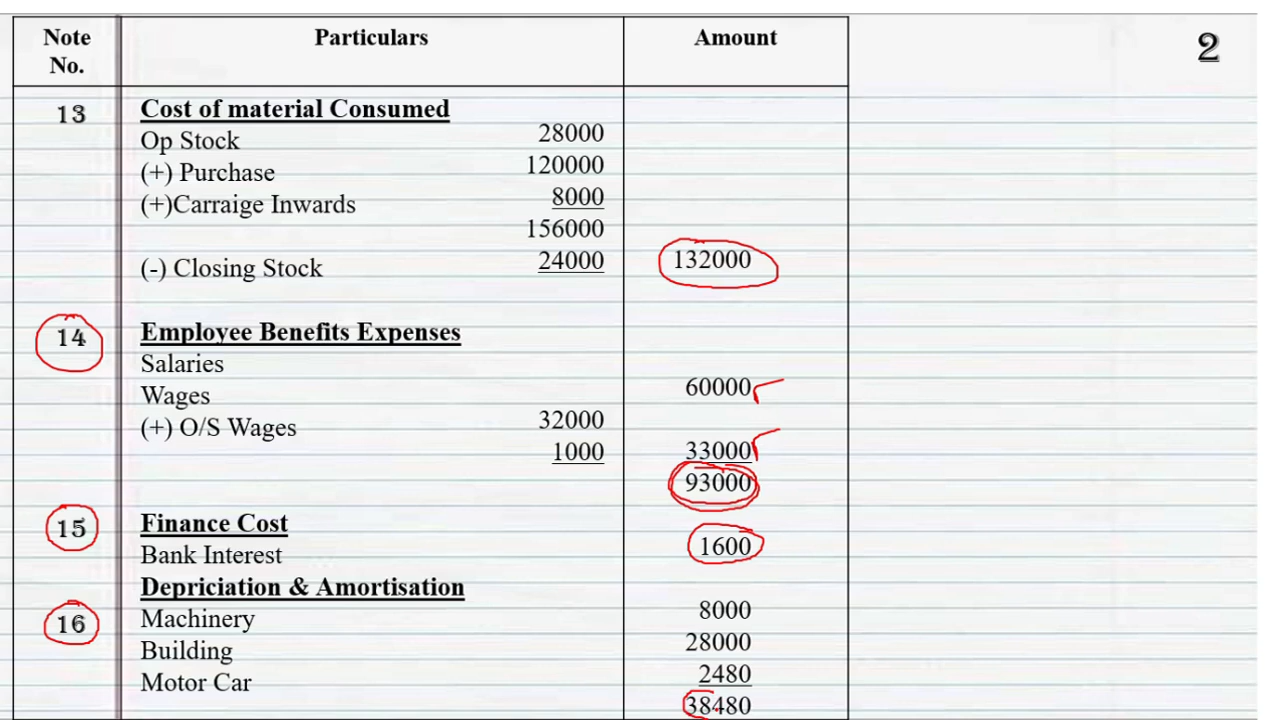 Note No. Particulars Amount
2
13 Cost of material Consumed
Op Stock 28000
(+) Purchase 120000
(+)Carraige Inwards 8000
156000
(-) Closing Stock 24000 132000
14 Employee Benefits Expenses
Salaries 60000
Wages 32000
(+) O/S Wages 1000 33000
93000
15 Finance Cost
Bank Interest 1600
Depriciation & Amortisation
16 Machinery 8000
Building 28000
Motor Car 2480
38480